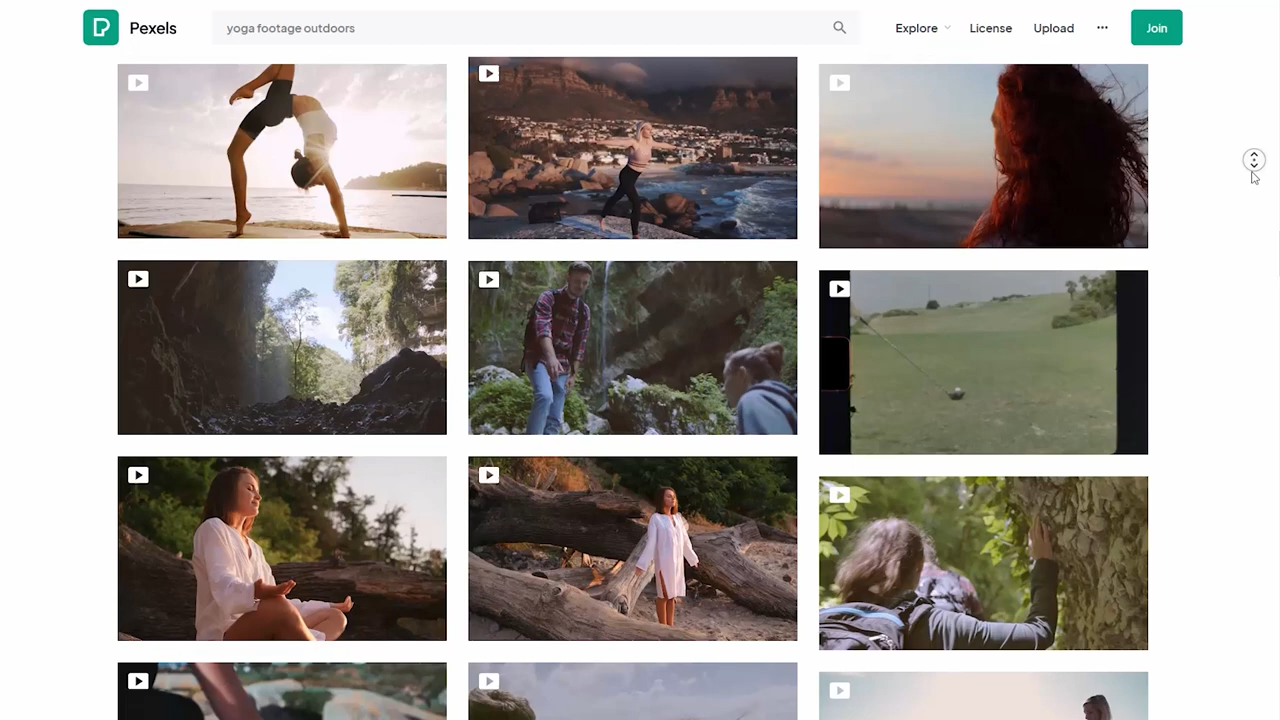 Pexels
yoga footage outdoors
Explore
License
Upload
Join